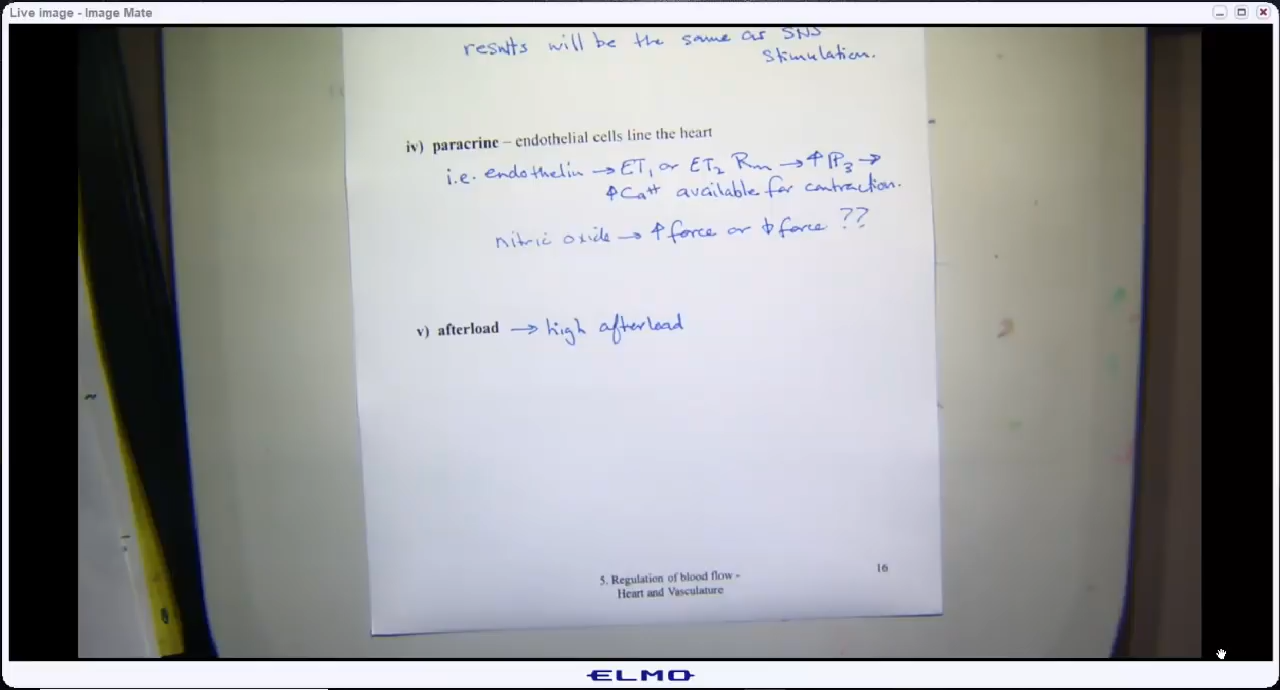 Live image - Image Mate
results will be the same as SNS
stimulation.
iv) paracrine – endothelial cells line the heart
i.e. endothelin → ET₁ or ET₂ Rm → ↑ IP₃ →
↑ Ca⁺⁺ available for contraction.
nitric oxide → ↑ force or ↓ force ??
v) afterload → high afterload
5. Regulation of blood flow -
Heart and Vasculature
16
ELMO